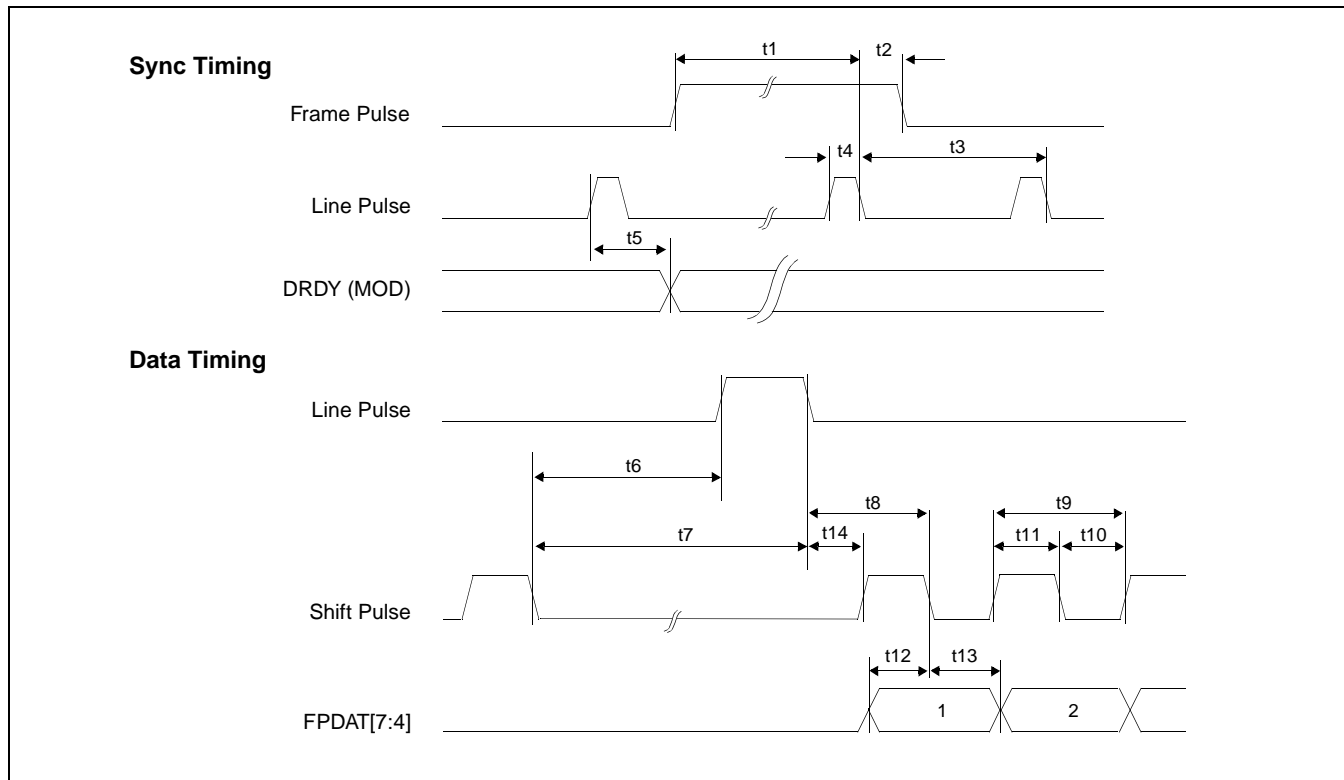 Sync Timing
t1
t2
Frame Pulse
t4
t3
Line Pulse
t5
DRDY (MOD)
Data Timing
Line Pulse
t6
t8
t9
t7
t14
t11
t10
Shift Pulse
t12
t13
FPDAT[7:4]
1
2